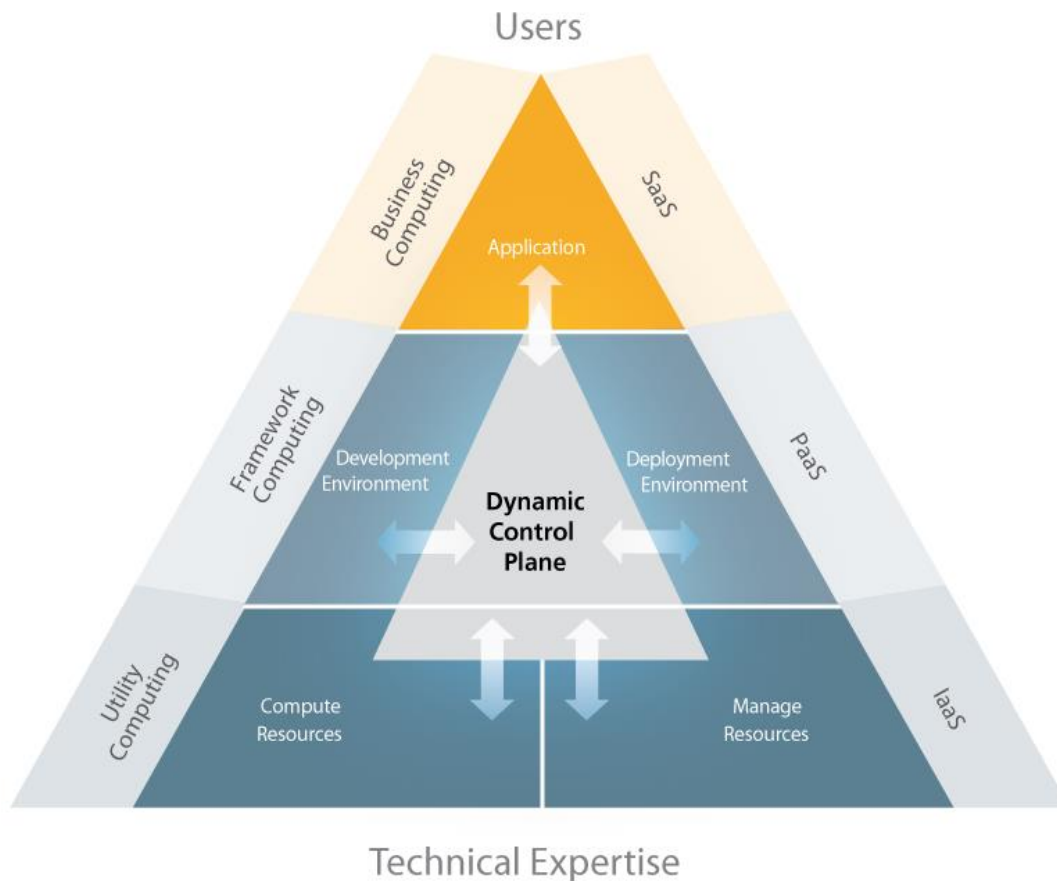 Users
Business
Computing
SaaS
Application
Framework
Computing
PaaS
Development
Environment
Deployment
Environment
Dynamic
Control
Plane
Utility
Computing
IaaS
Compute
Resources
Manage
Resources
Technical Expertise